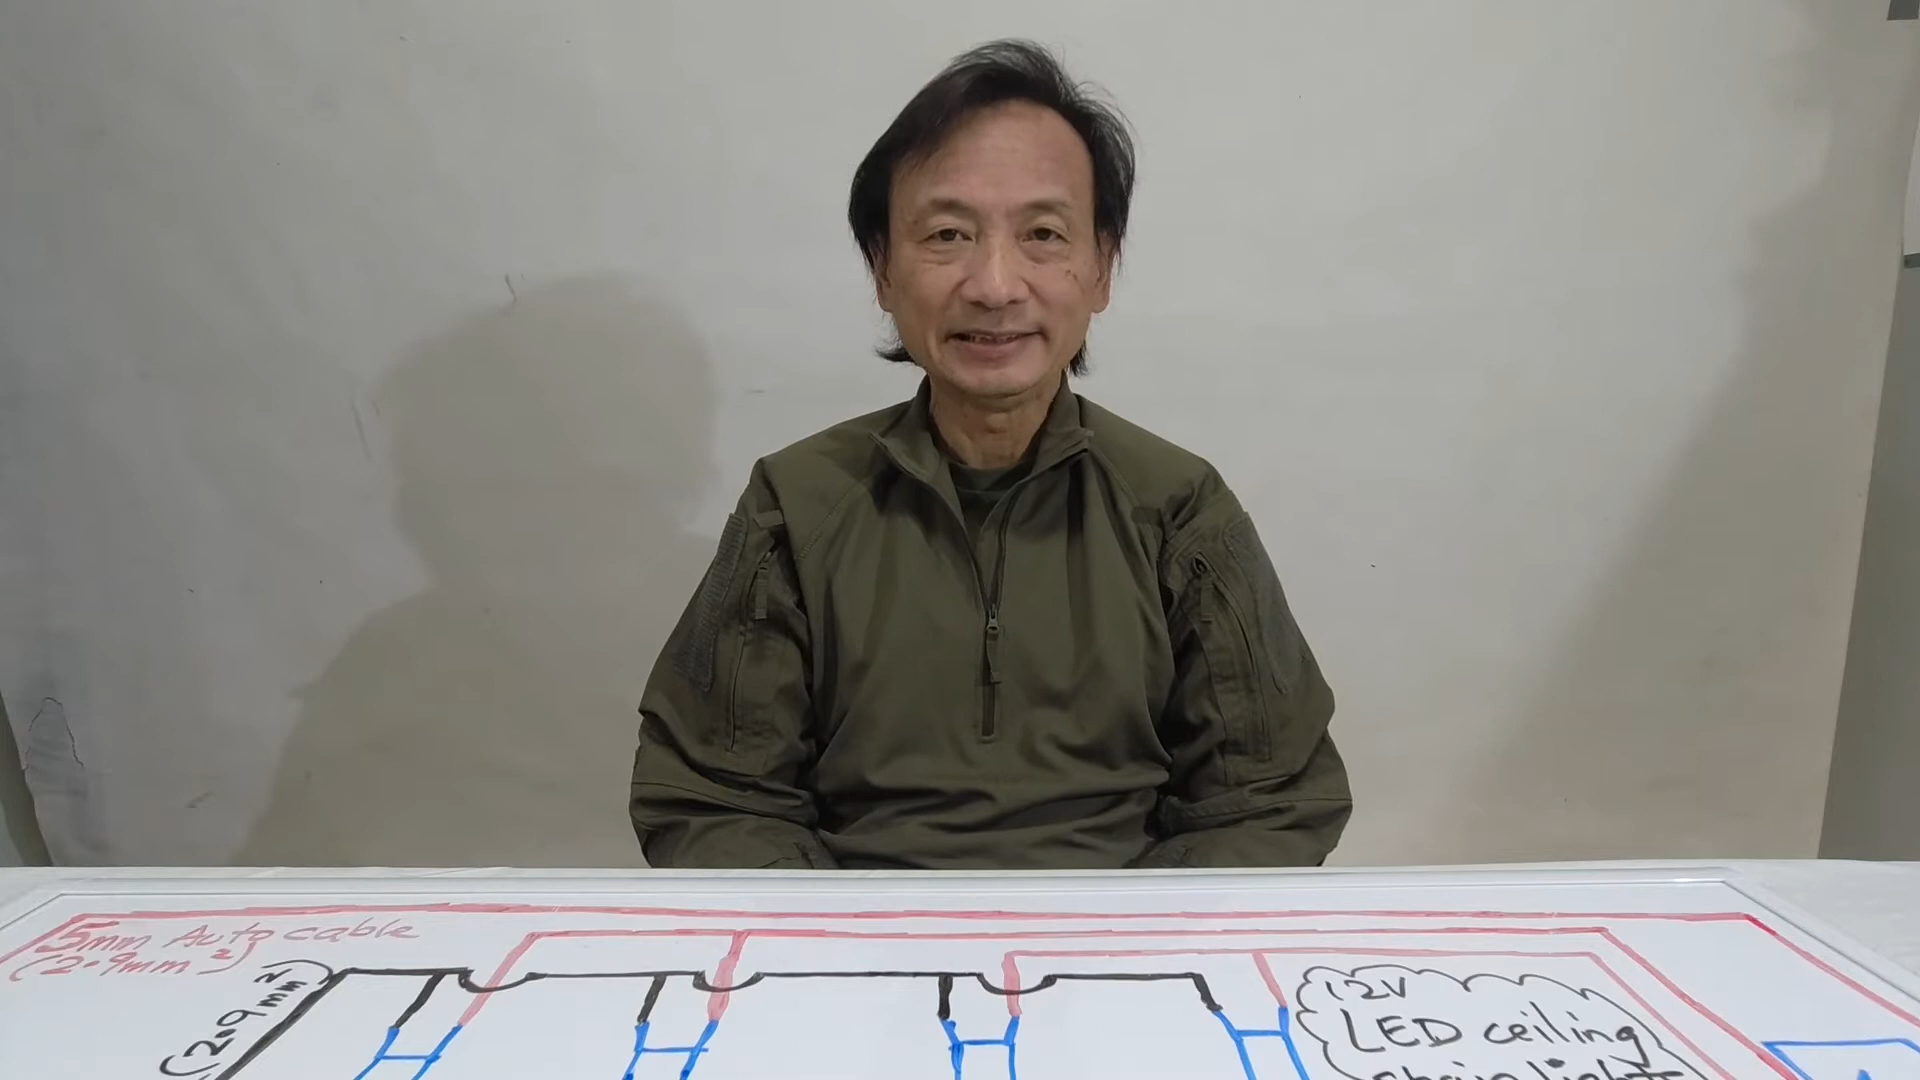 5mm Auto cable
(2.9mm²)
(2.9mm²)
12V
LED ceiling